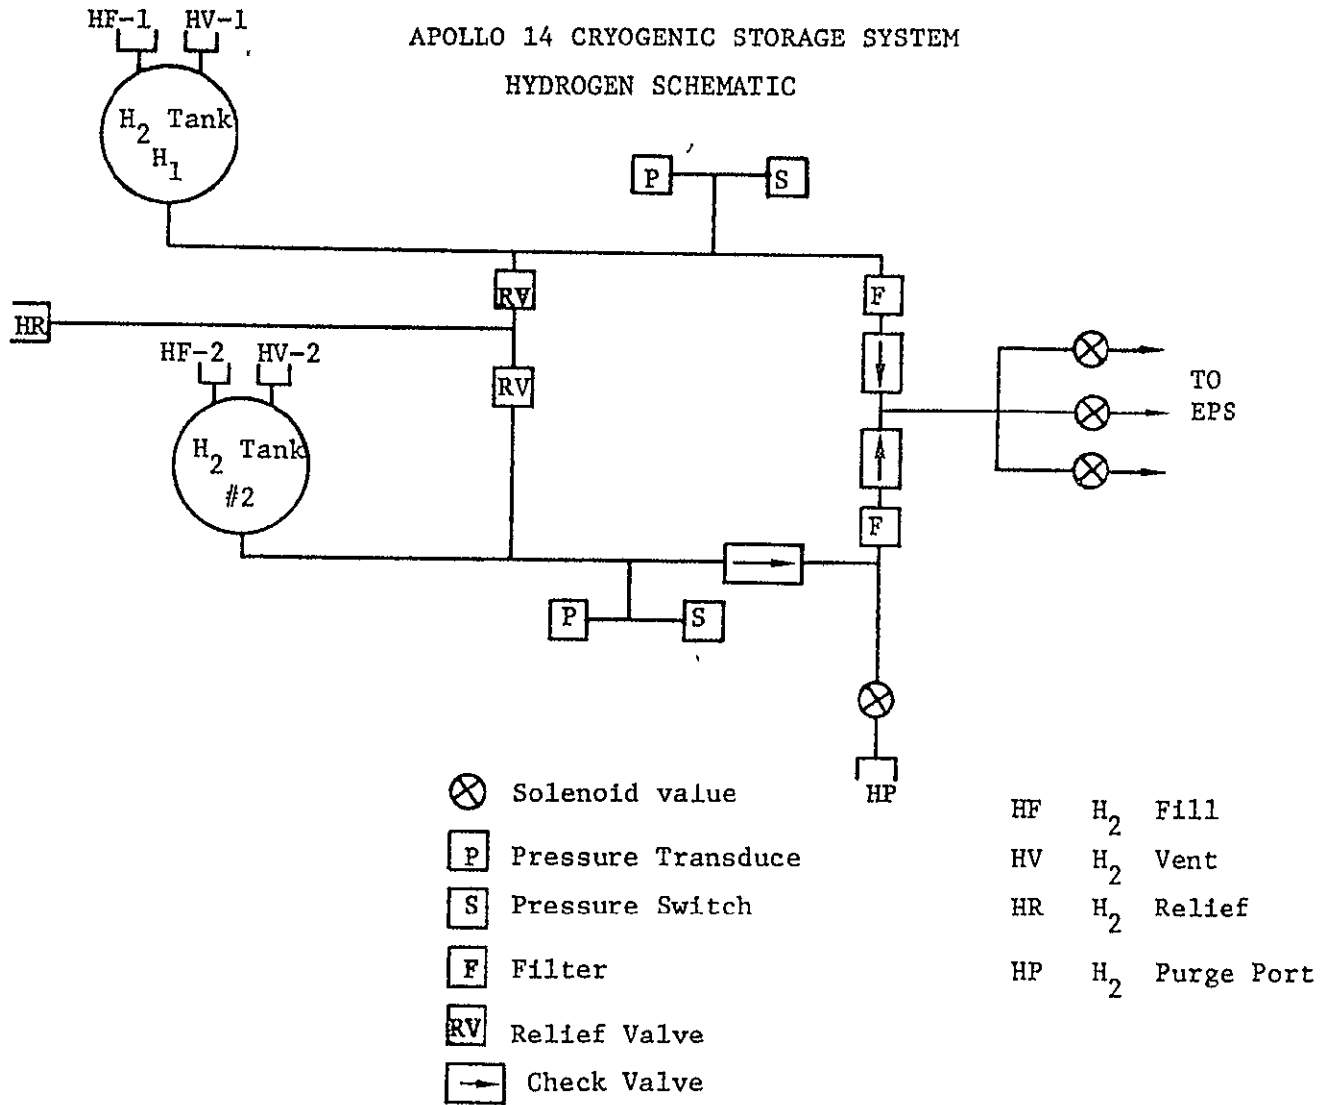 HF-1 HV-1
APOLLO 14 CRYOGENIC STORAGE SYSTEM
HYDROGEN SCHEMATIC
H2 Tank
H1
P S
RV
F
HR
HF-2 HV-2
RV
TO
EPS
H2 Tank
#2
F
P S
HP
Solenoid value
P Pressure Transduce
S Pressure Switch
F Filter
RV Relief Valve
Check Valve
HF H2 Fill
HV H2 Vent
HR H2 Relief
HP H2 Purge Port